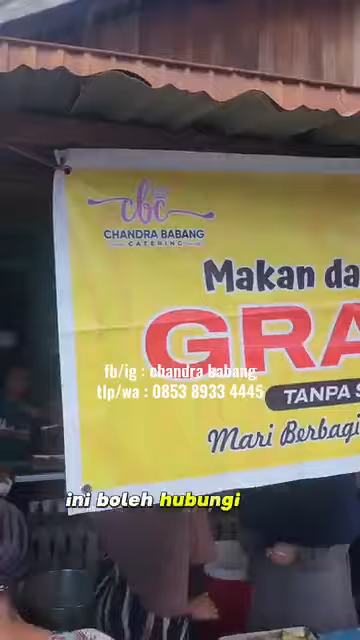 cbc
CHANDRA BABANG
CATERING
Makan da
GRA
fb/ig : chandra babang
tlp/wa : 0853 8933 4445
TANPA S
Mari Berbagi
ini boleh hubungi